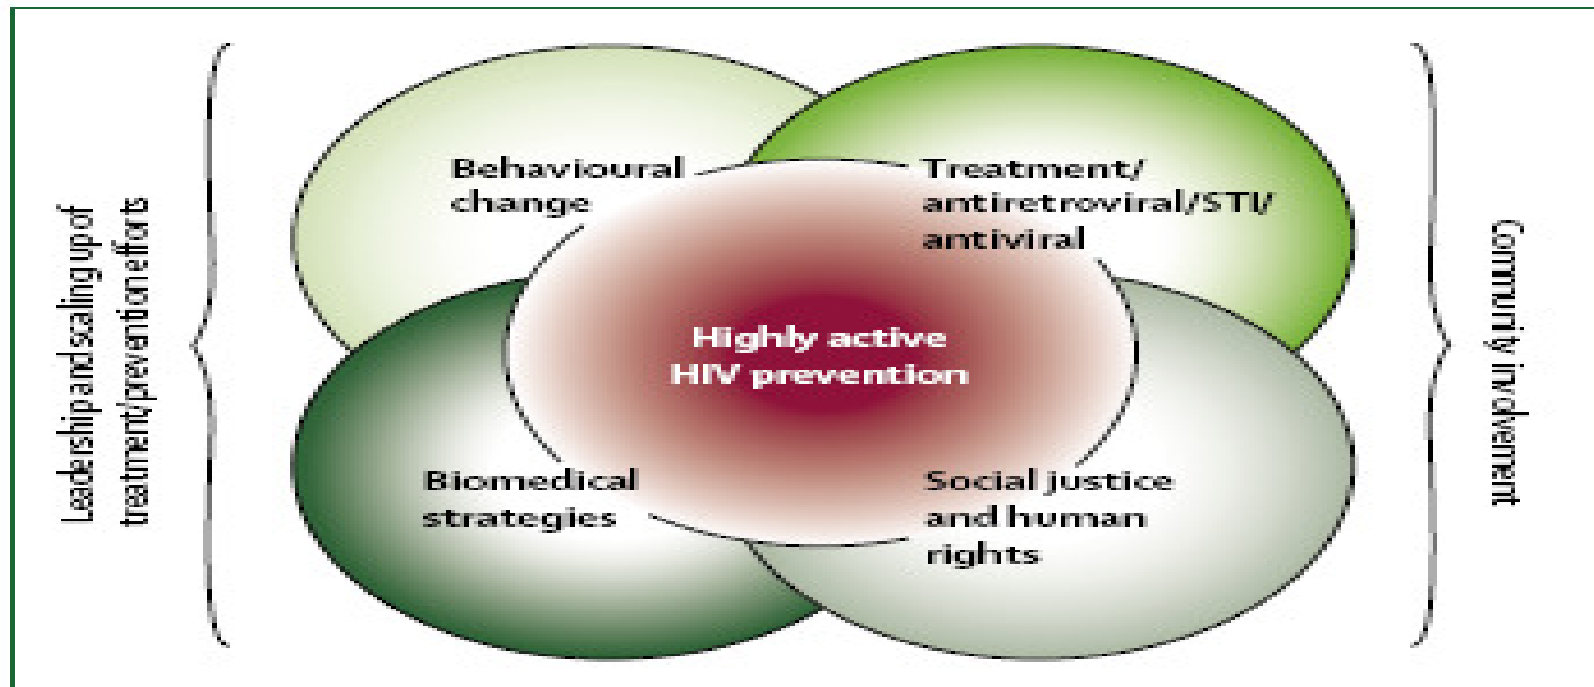 Leadership and scaling up of
treatment/prevention efforts
Behavioural
change
Treatment/
antiretroviral/STI/
antiviral
Highly active
HIV prevention
Biomedical
strategies
Social justice
and human
rights
Community involvement